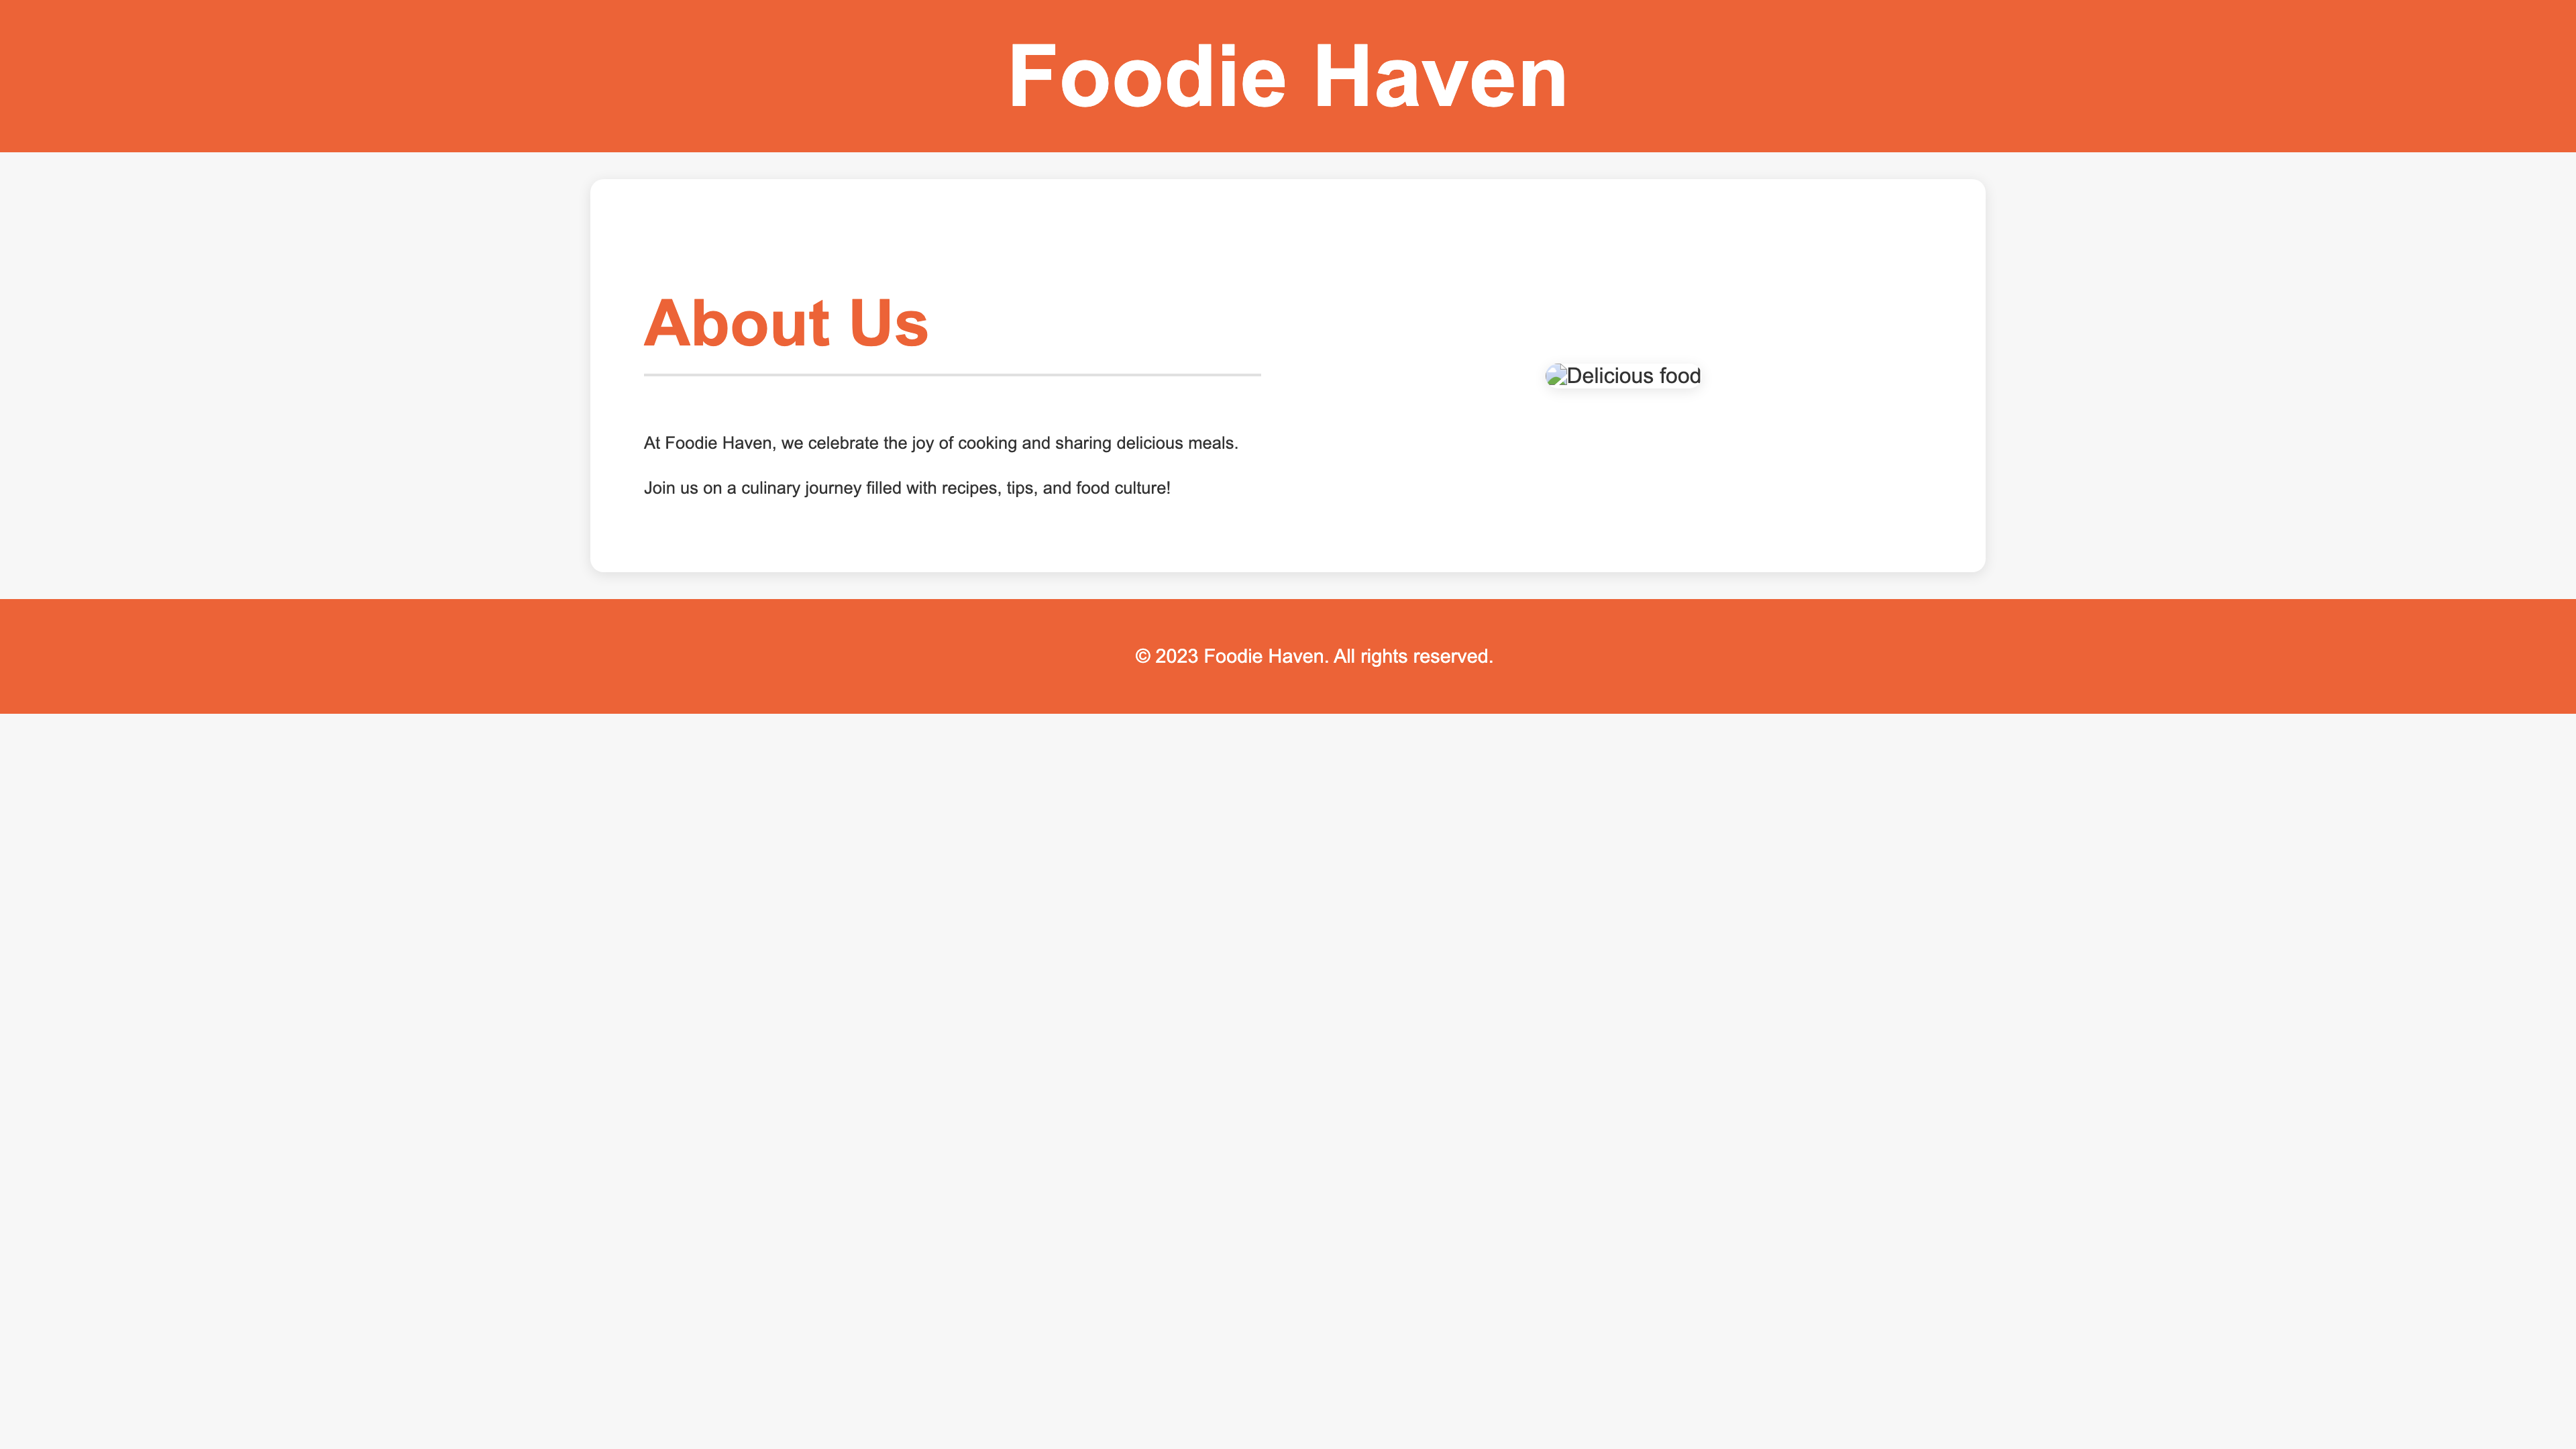 Foodie Haven
About Us
Delicious food
At Foodie Haven, we celebrate the joy of cooking and sharing delicious meals.
Join us on a culinary journey filled with recipes, tips, and food culture!
© 2023 Foodie Haven. All rights reserved.